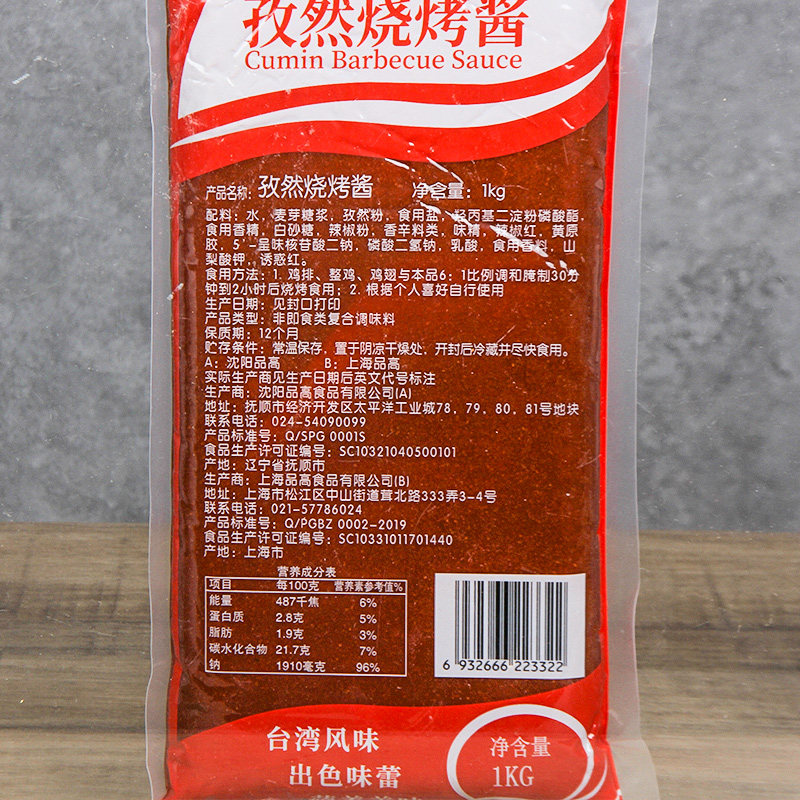 孜然烧烤酱
Cumin Barbecue Sauce
产品名称: 孜然烧烤酱 净含量: 1kg
配料: 水, 麦芽糖浆, 孜然粉, 食用盐, 羟丙基二淀粉磷酸酯,
食用香精, 白砂糖, 辣椒粉, 香辛料类, 味精, 辣椒红, 黄原
胶, 5'-呈味核苷酸二钠, 磷酸二氢钠, 乳酸, 食用香料, 山
梨酸钾, 诱惑红。
食用方法: 1. 鸡排、整鸡、鸡翅与本品6:1比例调和腌制30分
钟到2小时后烧烤食用; 2. 根据个人喜好自行使用
生产日期: 见封口打印
产品类型: 非即食类复合调味料
保质期: 12个月
贮存条件: 常温保存, 置于阴凉干燥处, 开封后冷藏并尽快食用。
A: 沈阳品高 B: 上海品高
实际生产商见生产日期后英文代号标注
生产商: 沈阳品高食品有限公司(A)
地址: 抚顺市经济开发区太平洋工业城78, 79, 80, 81号地块
联系电话: 024-54090099
产品标准号: Q/SPG 0001S
食品生产许可证编号: SC10321040500101
产地: 辽宁省抚顺市
生产商: 上海品高食品有限公司(B)
地址: 上海市松江区中山街道茸北路333弄3-4号
联系电话: 021-57786024
产品标准号: Q/PGBZ 0002-2019
食品生产许可证编号: SC10331011701440
产地: 上海市
营养成分表
项目 每100克 营养素参考值%
能量 487千焦 6%
蛋白质 2.8克 5%
脂肪 1.9克 3%
碳水化合物 21.7克 7%
钠 1910毫克 96%
6 932666 223322
台湾风味
出色味蕾
净含量
1KG